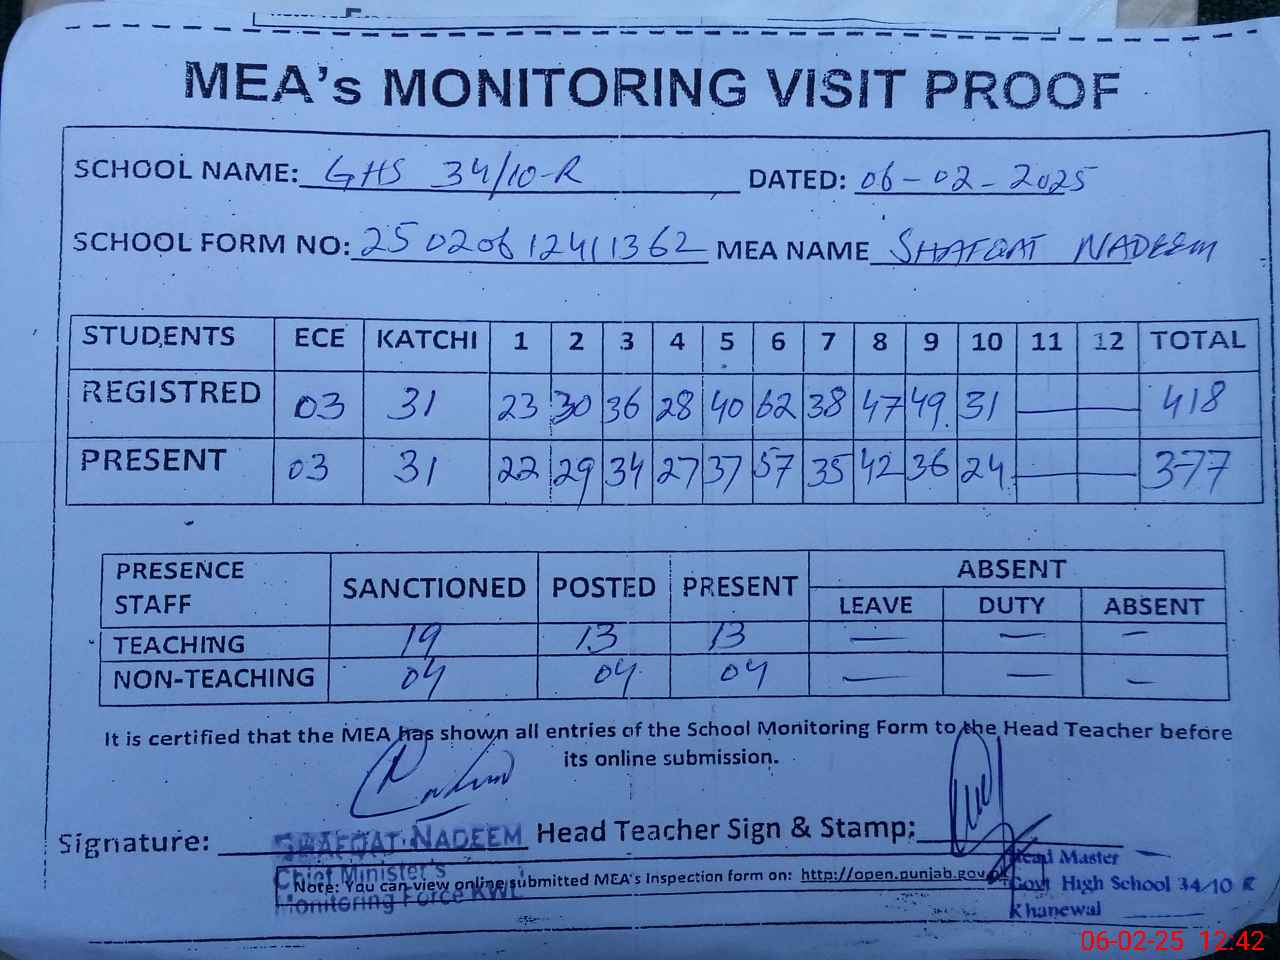 MEA's MONITORING VISIT PROOF
SCHOOL NAME: GHS 34/10-R DATED: 06-02-2025
SCHOOL FORM NO: 25020612411362 MEA NAME SHAFQAT NADEEM
STUDENTS ECE KATCHI 1 2 3 4 5 6 7 8 9 10 11 12 TOTAL
REGISTRED 03 31 23 30 36 28 40 62 38 47 49 31 — — 418
PRESENT 03 31 22 29 34 27 37 57 35 42 36 24 — — 377
PRESENCE STAFF SANCTIONED POSTED PRESENT ABSENT
LEAVE DUTY ABSENT
TEACHING 19 13 13 — — —
NON-TEACHING 04 04 04 — — —
It is certified that the MEA has shown all entries of the School Monitoring Form to the Head Teacher before
its online submission.
Signature: SHAFQAT NADEEM Head Teacher Sign & Stamp:
Chief Minister's
Monitoring Force KWL
Note: You can view online submitted MEA's Inspection form on: http://open.punjab.gov
Head Master
Govt High School 34/10 R
Khanewal
06-02-25 12:42